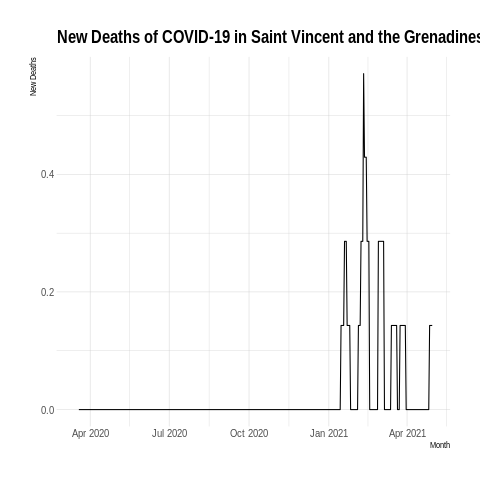 New Deaths of COVID-19 in Saint Vincent and the Grenadines
New Deaths
0.4
0.2
0.0
Apr 2020 Jul 2020 Oct 2020 Jan 2021 Apr 2021
Month